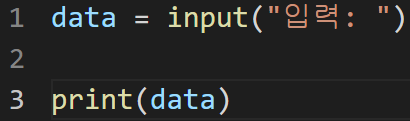 1 data = input("입력: ")
2
3 print(data)